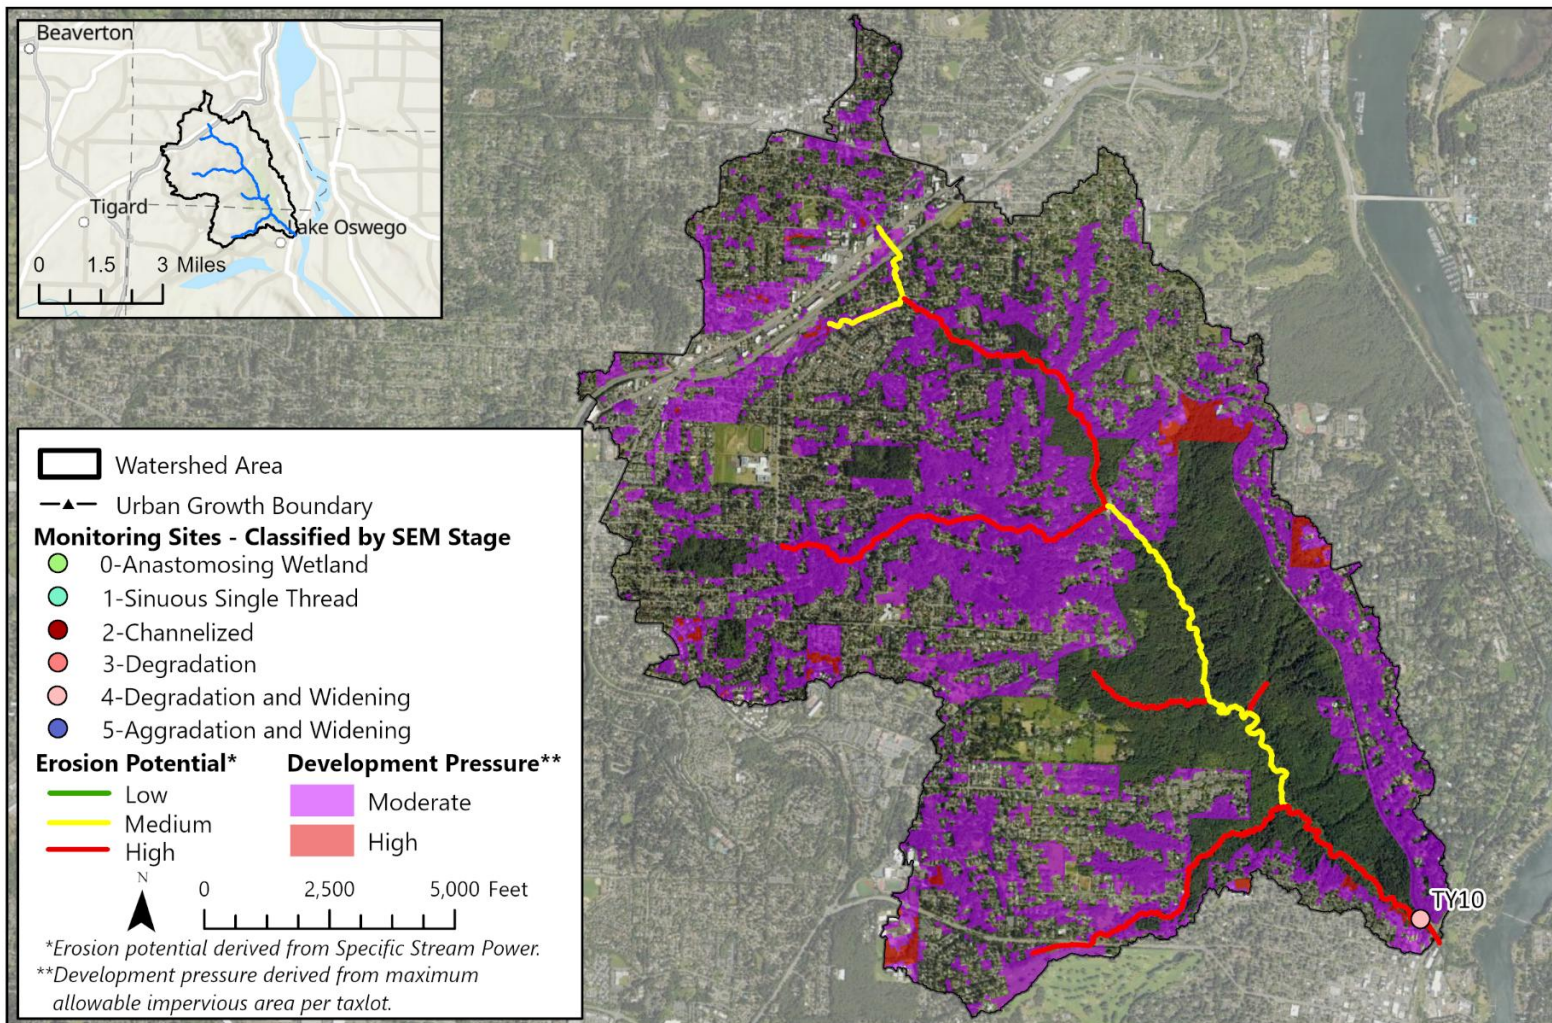 Beaverton
Tigard
Lake Oswego
0 1.5 3 Miles
Watershed Area
Urban Growth Boundary
Monitoring Sites - Classified by SEM Stage
0-Anastomosing Wetland
1-Sinuous Single Thread
2-Channelized
3-Degradation
4-Degradation and Widening
5-Aggradation and Widening
Erosion Potential* Development Pressure**
Low
Medium
High
Moderate
High
N
0 2,500 5,000 Feet
*Erosion potential derived from Specific Stream Power.
**Development pressure derived from maximum
allowable impervious area per taxlot.
TY10